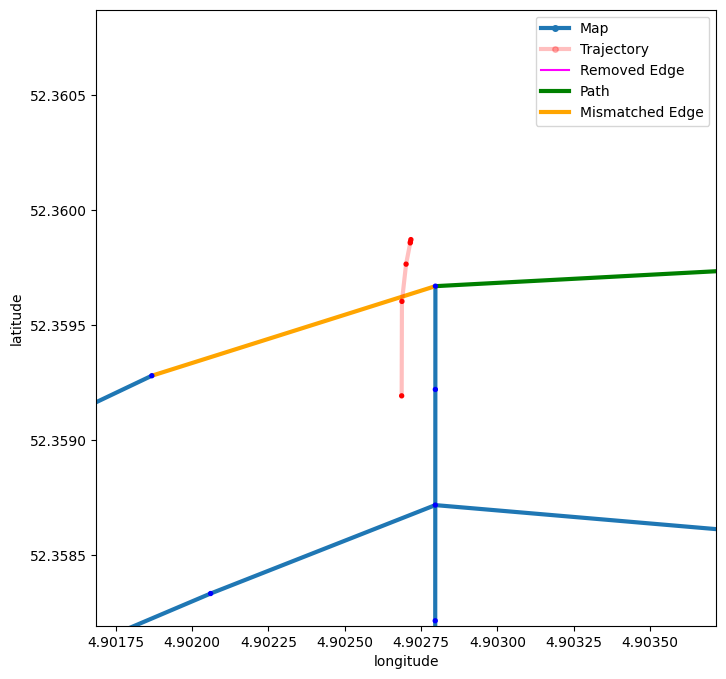 Map
Trajectory
Removed Edge
Path
Mismatched Edge
52.3605
52.3600
52.3595
52.3590
52.3585
latitude
4.90175 4.90200 4.90225 4.90250 4.90275 4.90300 4.90325 4.90350
longitude